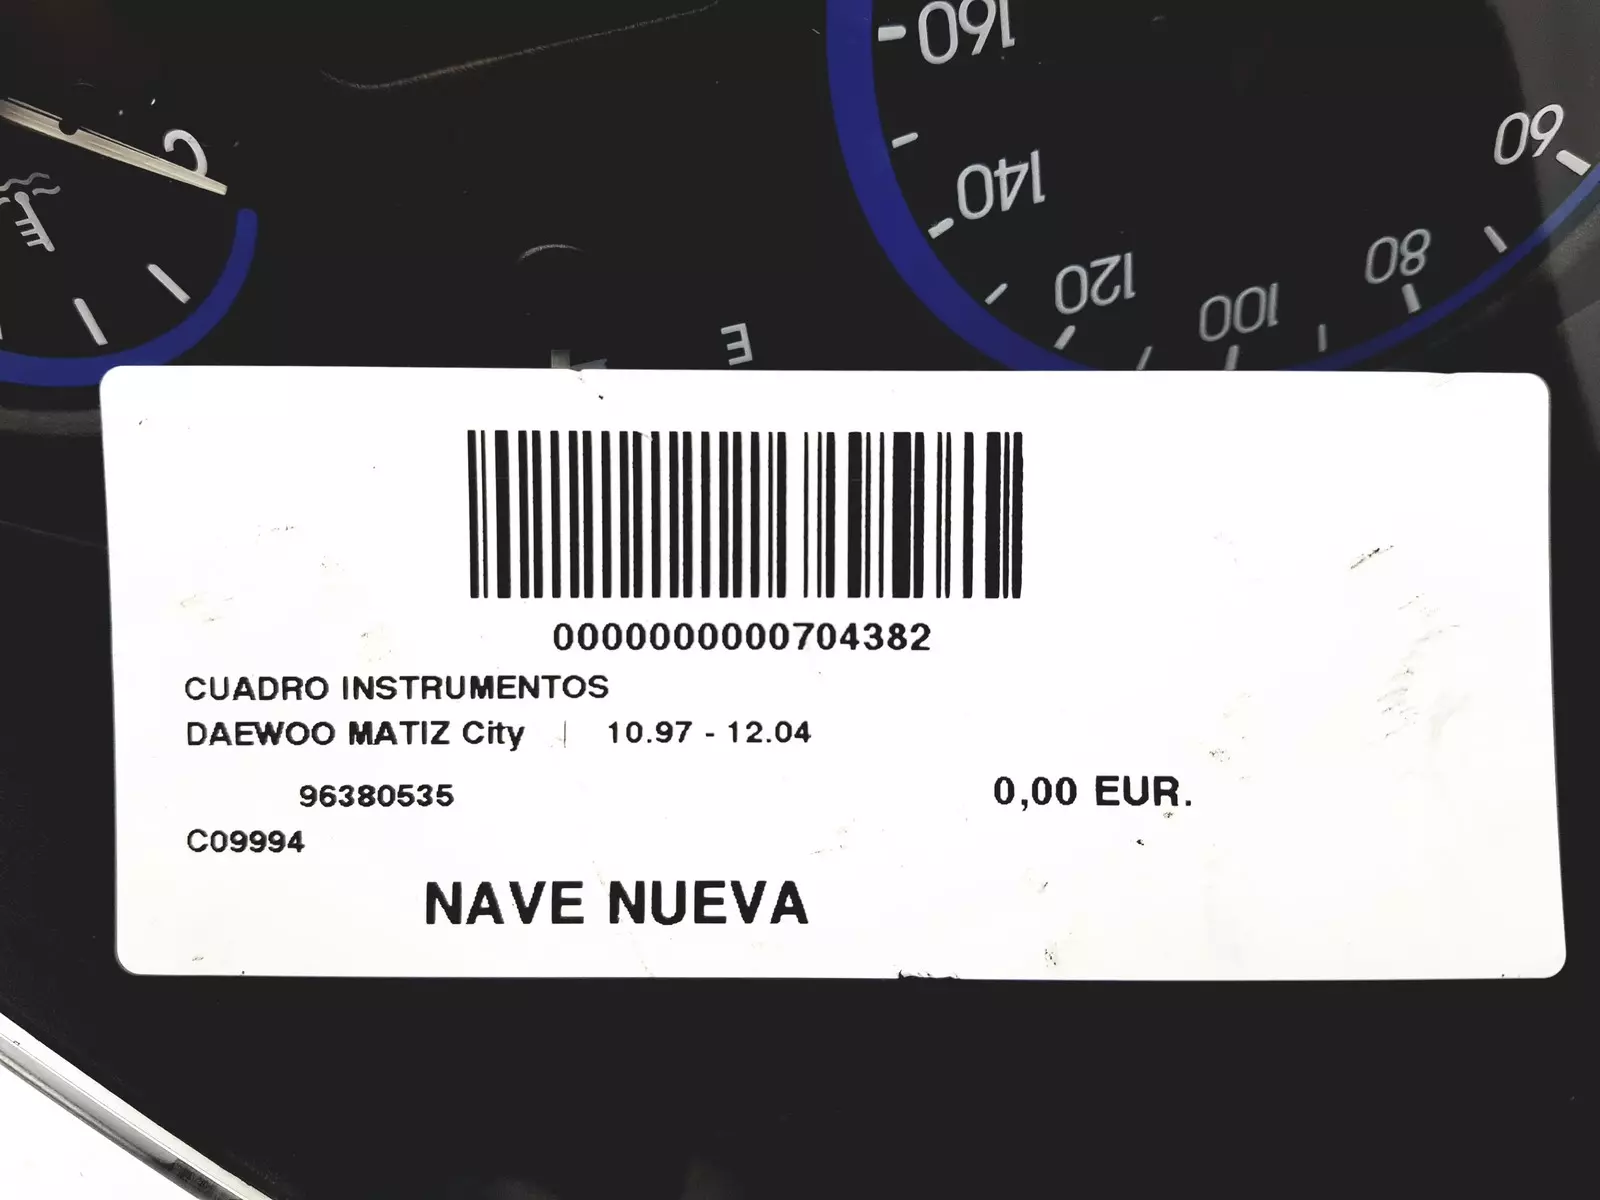 160
C
60
140
80
120
100
E
0000000000704382
CUADRO INSTRUMENTOS
DAEWOO MATIZ City | 10.97 - 12.04
96380535 0,00 EUR.
C09994
NAVE NUEVA